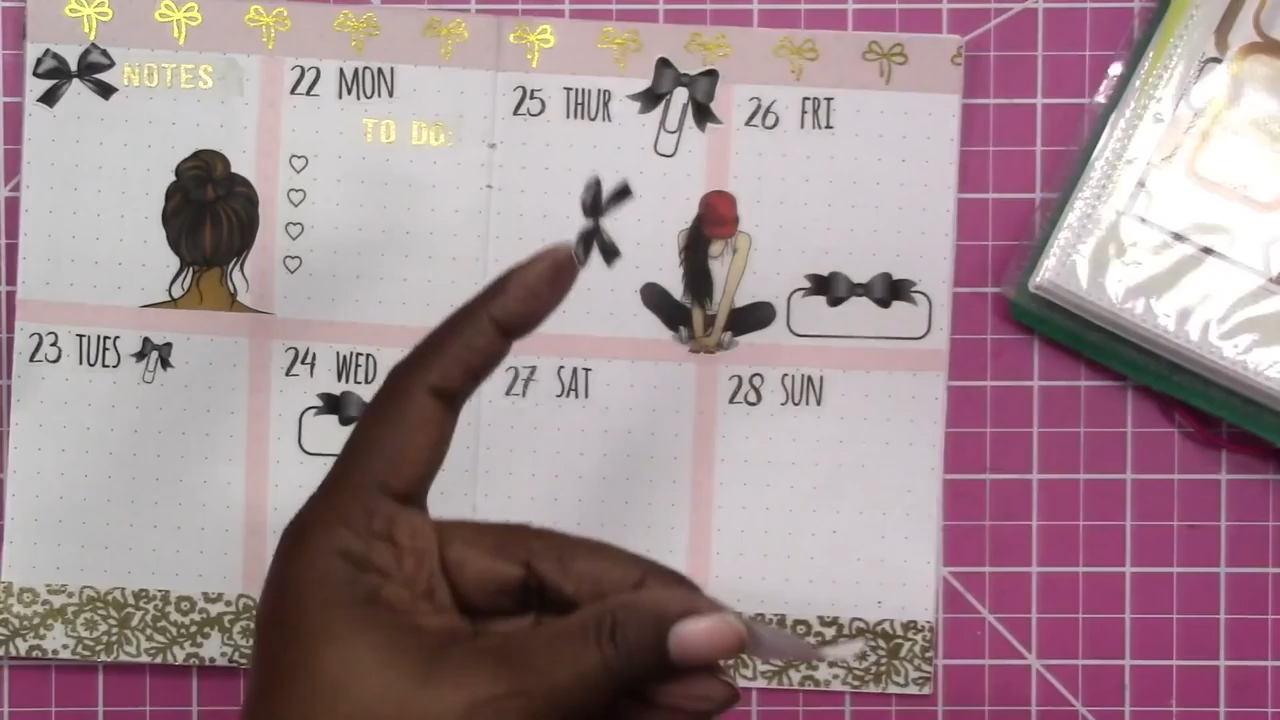 NOTES
22 MON
TO DO:
25 THUR
26 FRI
23 TUES
24 WED
27 SAT
28 SUN